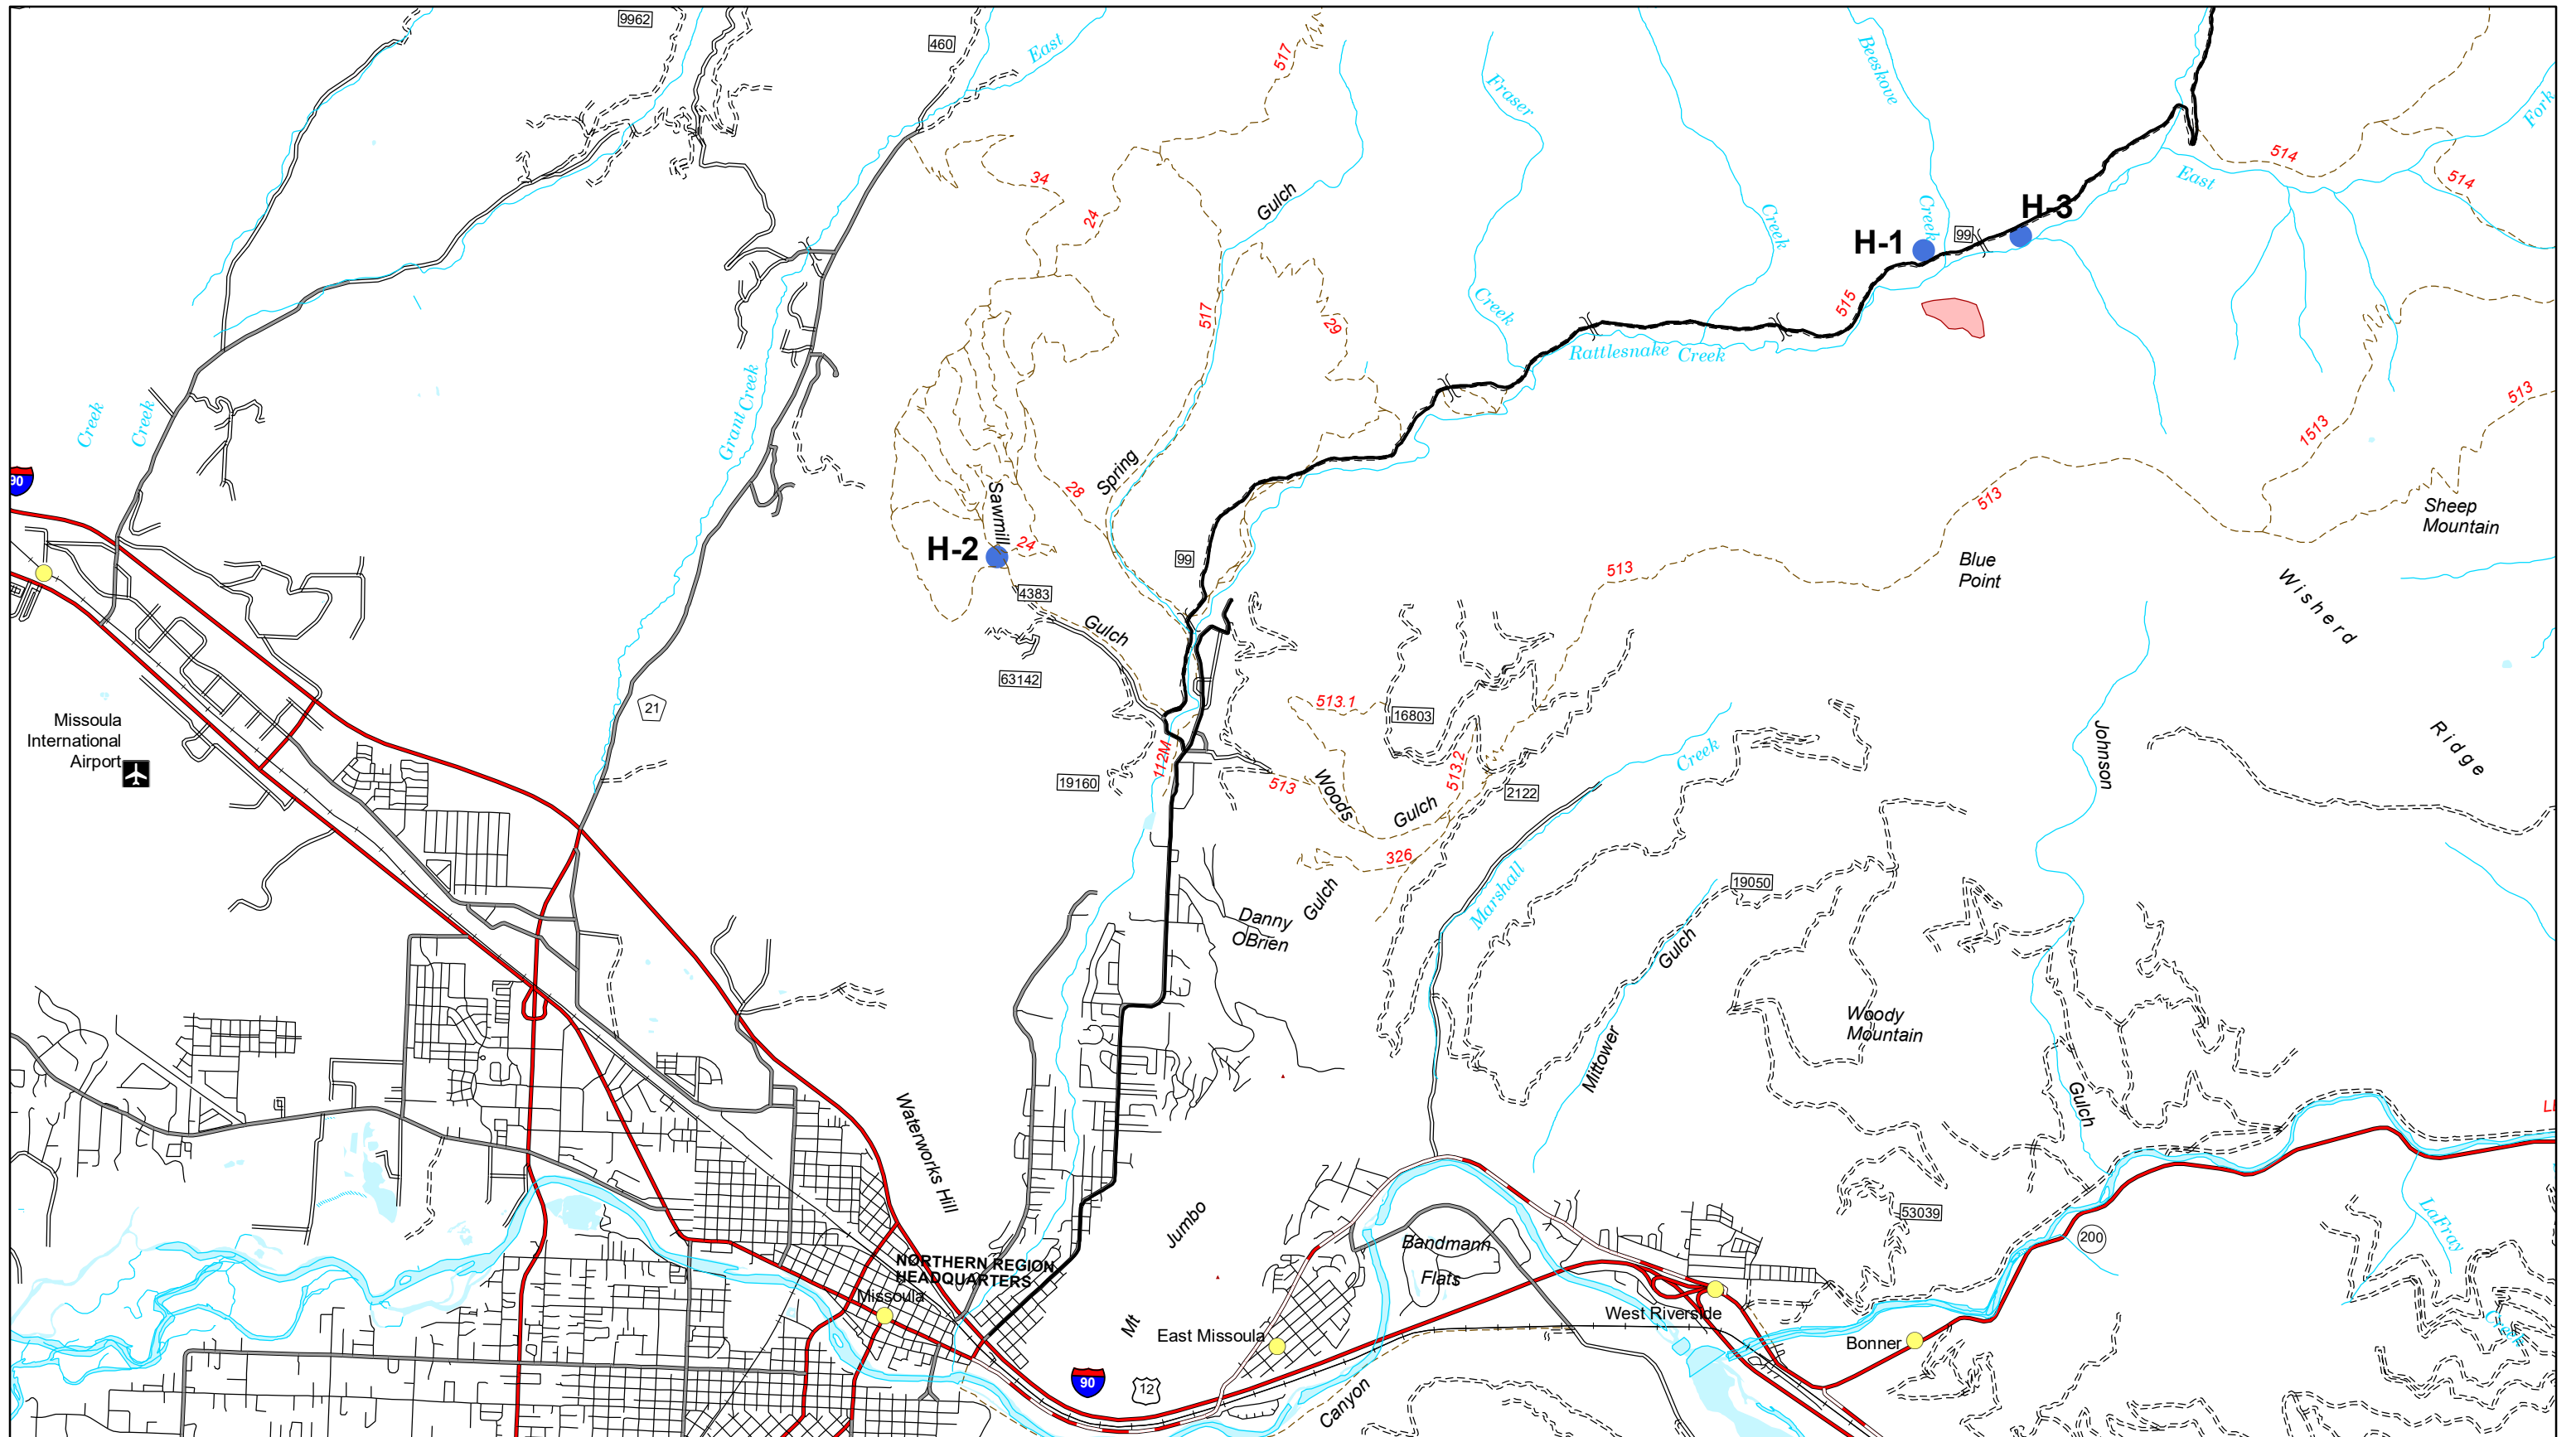 9962
460
East
517
Fraser
Beeskove
Fork
34
24
Gulch
Creek
Creek
H-3
East
514
514
H-1
99
Creek
517
29
515
Rattlesnake Creek
Grant Creek
Creek
Creek
1513
513
90
Spring
28
Sawmill
513
Sheep
Mountain
H-2
24
99
513
Blue
Point
4383
Wisherd
Gulch
63142
21
513.1
16803
Missoula
International
Airport
112M
19160
513
Woods
Gulch
513.2
2122
Creek
Johnson
Ridge
326
Marshall
19050
Danny
OBrien
Gulch
Gulch
Woody
Mountain
Mittower
Gulch
Waterworks Hill
Jumbo
Mt
53039
200
LaFray
Creek
NORTHERN REGION
HEADQUARTERS
Missoula
Bandmann
Flats
West Riverside
East Missoula
Bonner
90
12
Canyon